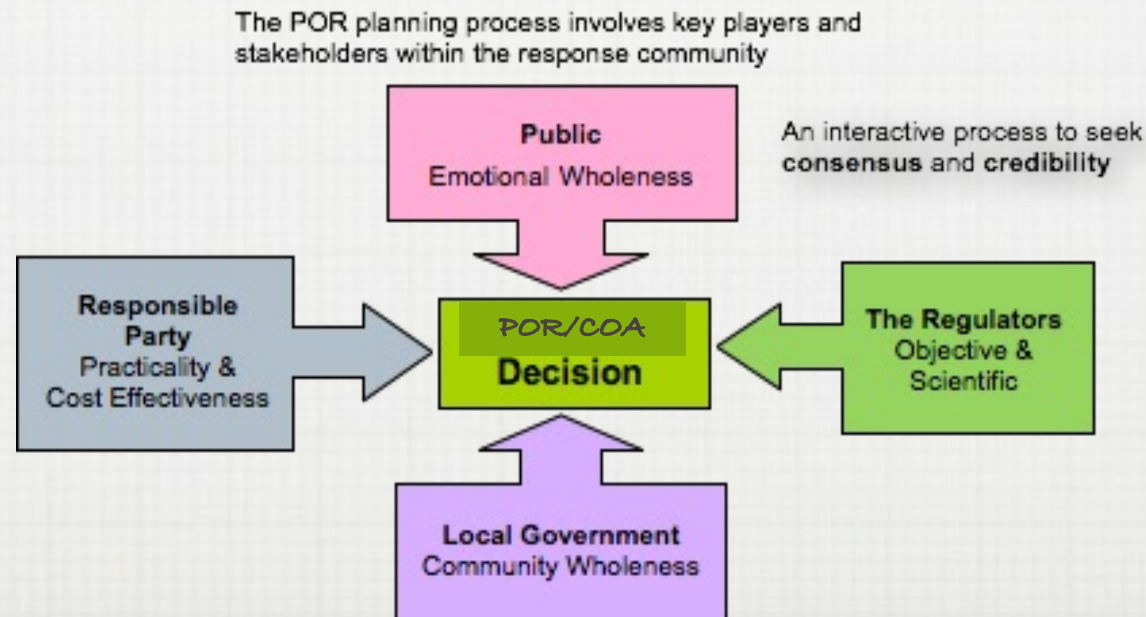 The POR planning process involves key players and
stakeholders within the response community
Public
Emotional Wholeness
An interactive process to seek
consensus and credibility
Responsible
Party
Practicality &
Cost Effectiveness
POR/COA
Decision
The Regulators
Objective &
Scientific
Local Government
Community Wholeness